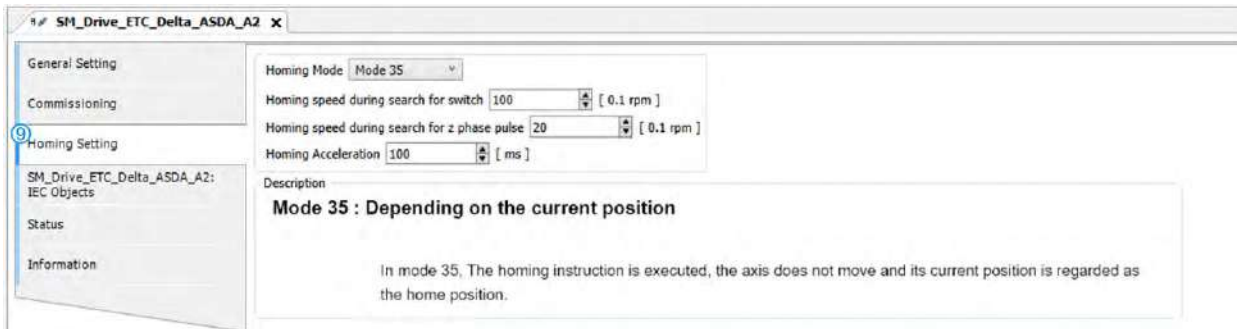 SM_Drive_ETC_Delta_ASDA_A2 X
General Setting
Commissioning
⑨
Homing Setting
SM_Drive_ETC_Delta_ASDA_A2:
IEC Objects
Status
Information
Homing Mode Mode 35
Homing speed during search for switch 100 [ 0.1 rpm ]
Homing speed during search for z phase pulse 20 [ 0.1 rpm ]
Homing Acceleration 100 [ ms ]
Description
Mode 35 : Depending on the current position
In mode 35, The homing instruction is executed, the axis does not move and its current position is regarded as
the home position.